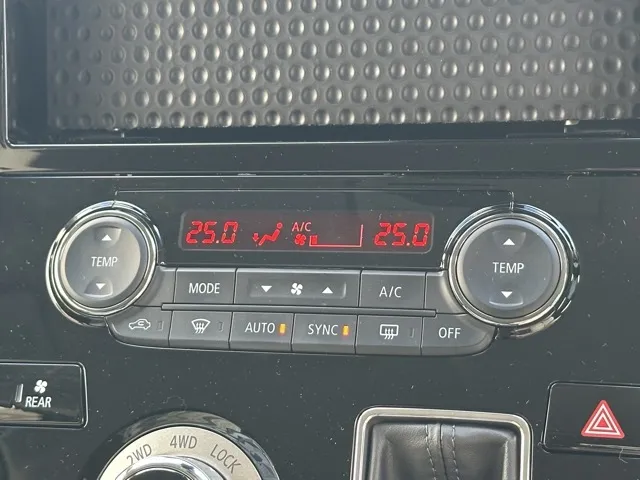 25.0 A/C 25.0
TEMP
MODE
A/C
TEMP
AUTO
SYNC
OFF
REAR
2WD 4WD LOCK